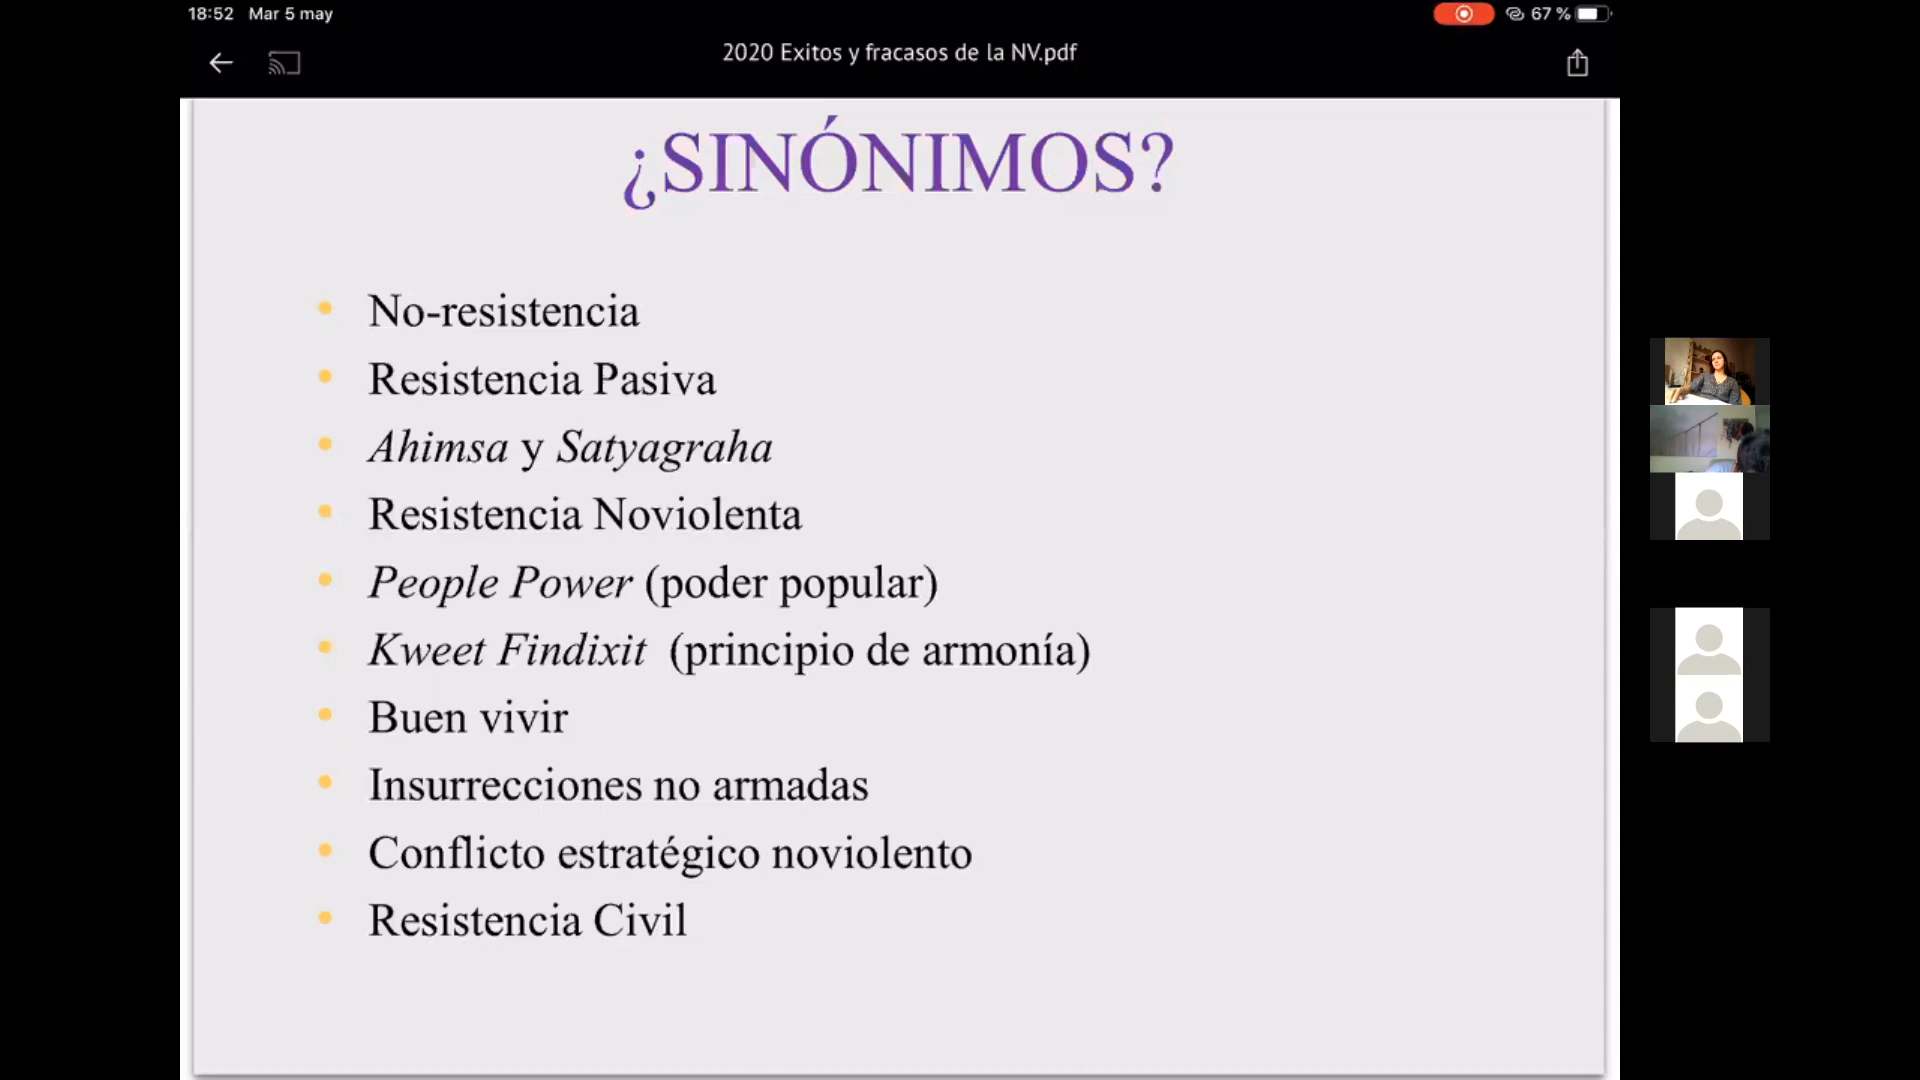 18:52 Mar 5 may
67 %
2020 Exitos y fracasos de la NV.pdf
¿SINÓNIMOS?
• No-resistencia
• Resistencia Pasiva
• Ahimsa y Satyagraha
• Resistencia Noviolenta
• People Power (poder popular)
• Kweet Findixit (principio de armonía)
• Buen vivir
• Insurrecciones no armadas
• Conflicto estratégico noviolento
• Resistencia Civil